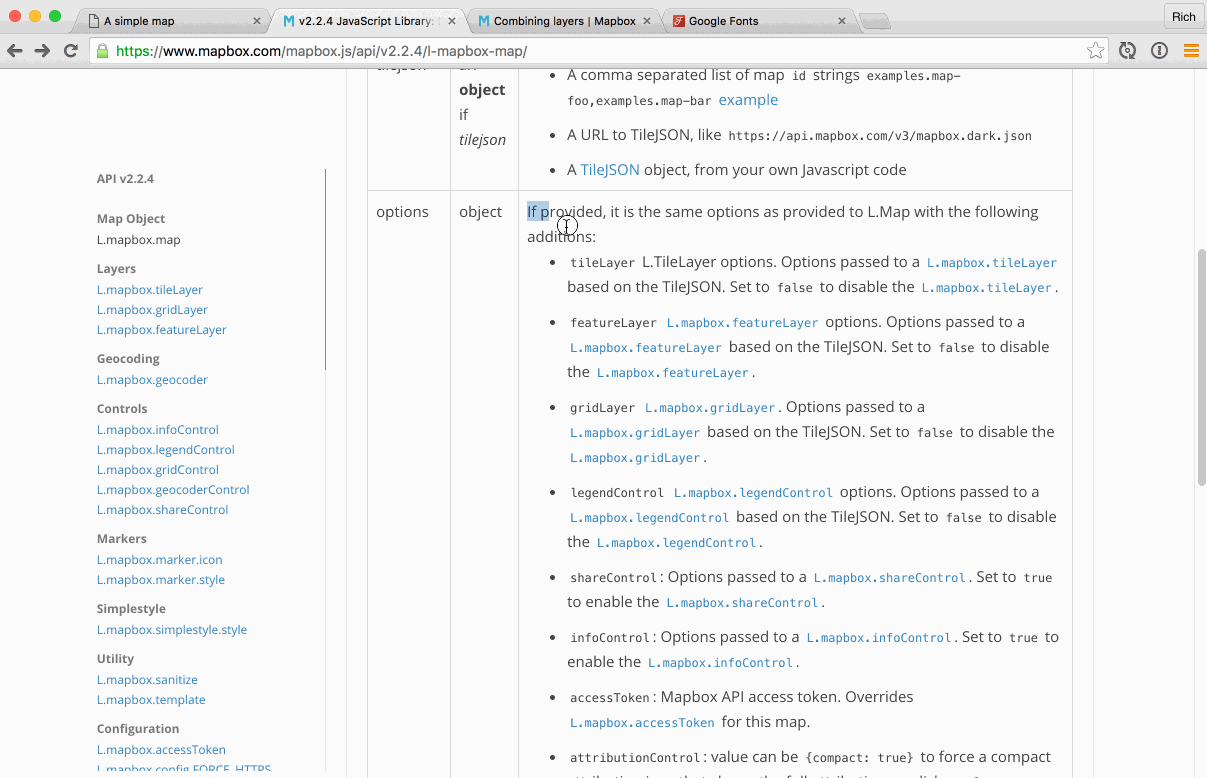 A simple map
v2.2.4 JavaScript Library:
Combining layers | Mapbox
Google Fonts
Rich
https://www.mapbox.com/mapbox.js/api/v2.2.4/l-mapbox-map/
API v2.2.4
Map Object
L.mapbox.map
Layers
L.mapbox.tileLayer
L.mapbox.gridLayer
L.mapbox.featureLayer
Geocoding
L.mapbox.geocoder
Controls
L.mapbox.infoControl
L.mapbox.legendControl
L.mapbox.gridControl
L.mapbox.geocoderControl
L.mapbox.shareControl
Markers
L.mapbox.marker.icon
L.mapbox.marker.style
Simplestyle
L.mapbox.simplestyle.style
Utility
L.mapbox.sanitize
L.mapbox.template
Configuration
L.mapbox.accessToken
L.mapbox.config.FORCE_HTTPS
object
if
tilejson
• A comma separated list of map id strings examples.map-
foo,examples.map-bar example
• A URL to TileJSON, like https://api.mapbox.com/v3/mapbox.dark.json
• A TileJSON object, from your own Javascript code
options
object
If provided, it is the same options as provided to L.Map with the following
additions:
• tileLayer L.TileLayer options. Options passed to a L.mapbox.tileLayer
based on the TileJSON. Set to false to disable the L.mapbox.tileLayer.
• featureLayer L.mapbox.featureLayer options. Options passed to a
L.mapbox.featureLayer based on the TileJSON. Set to false to disable
the L.mapbox.featureLayer.
• gridLayer L.mapbox.gridLayer. Options passed to a
L.mapbox.gridLayer based on the TileJSON. Set to false to disable the
L.mapbox.gridLayer.
• legendControl L.mapbox.legendControl options. Options passed to a
L.mapbox.legendControl based on the TileJSON. Set to false to disable
the L.mapbox.legendControl.
• shareControl: Options passed to a L.mapbox.shareControl. Set to true
to enable the L.mapbox.shareControl.
• infoControl: Options passed to a L.mapbox.infoControl. Set to true to
enable the L.mapbox.infoControl.
• accessToken: Mapbox API access token. Overrides
L.mapbox.accessToken for this map.
• attributionControl: value can be {compact: true} to force a compact